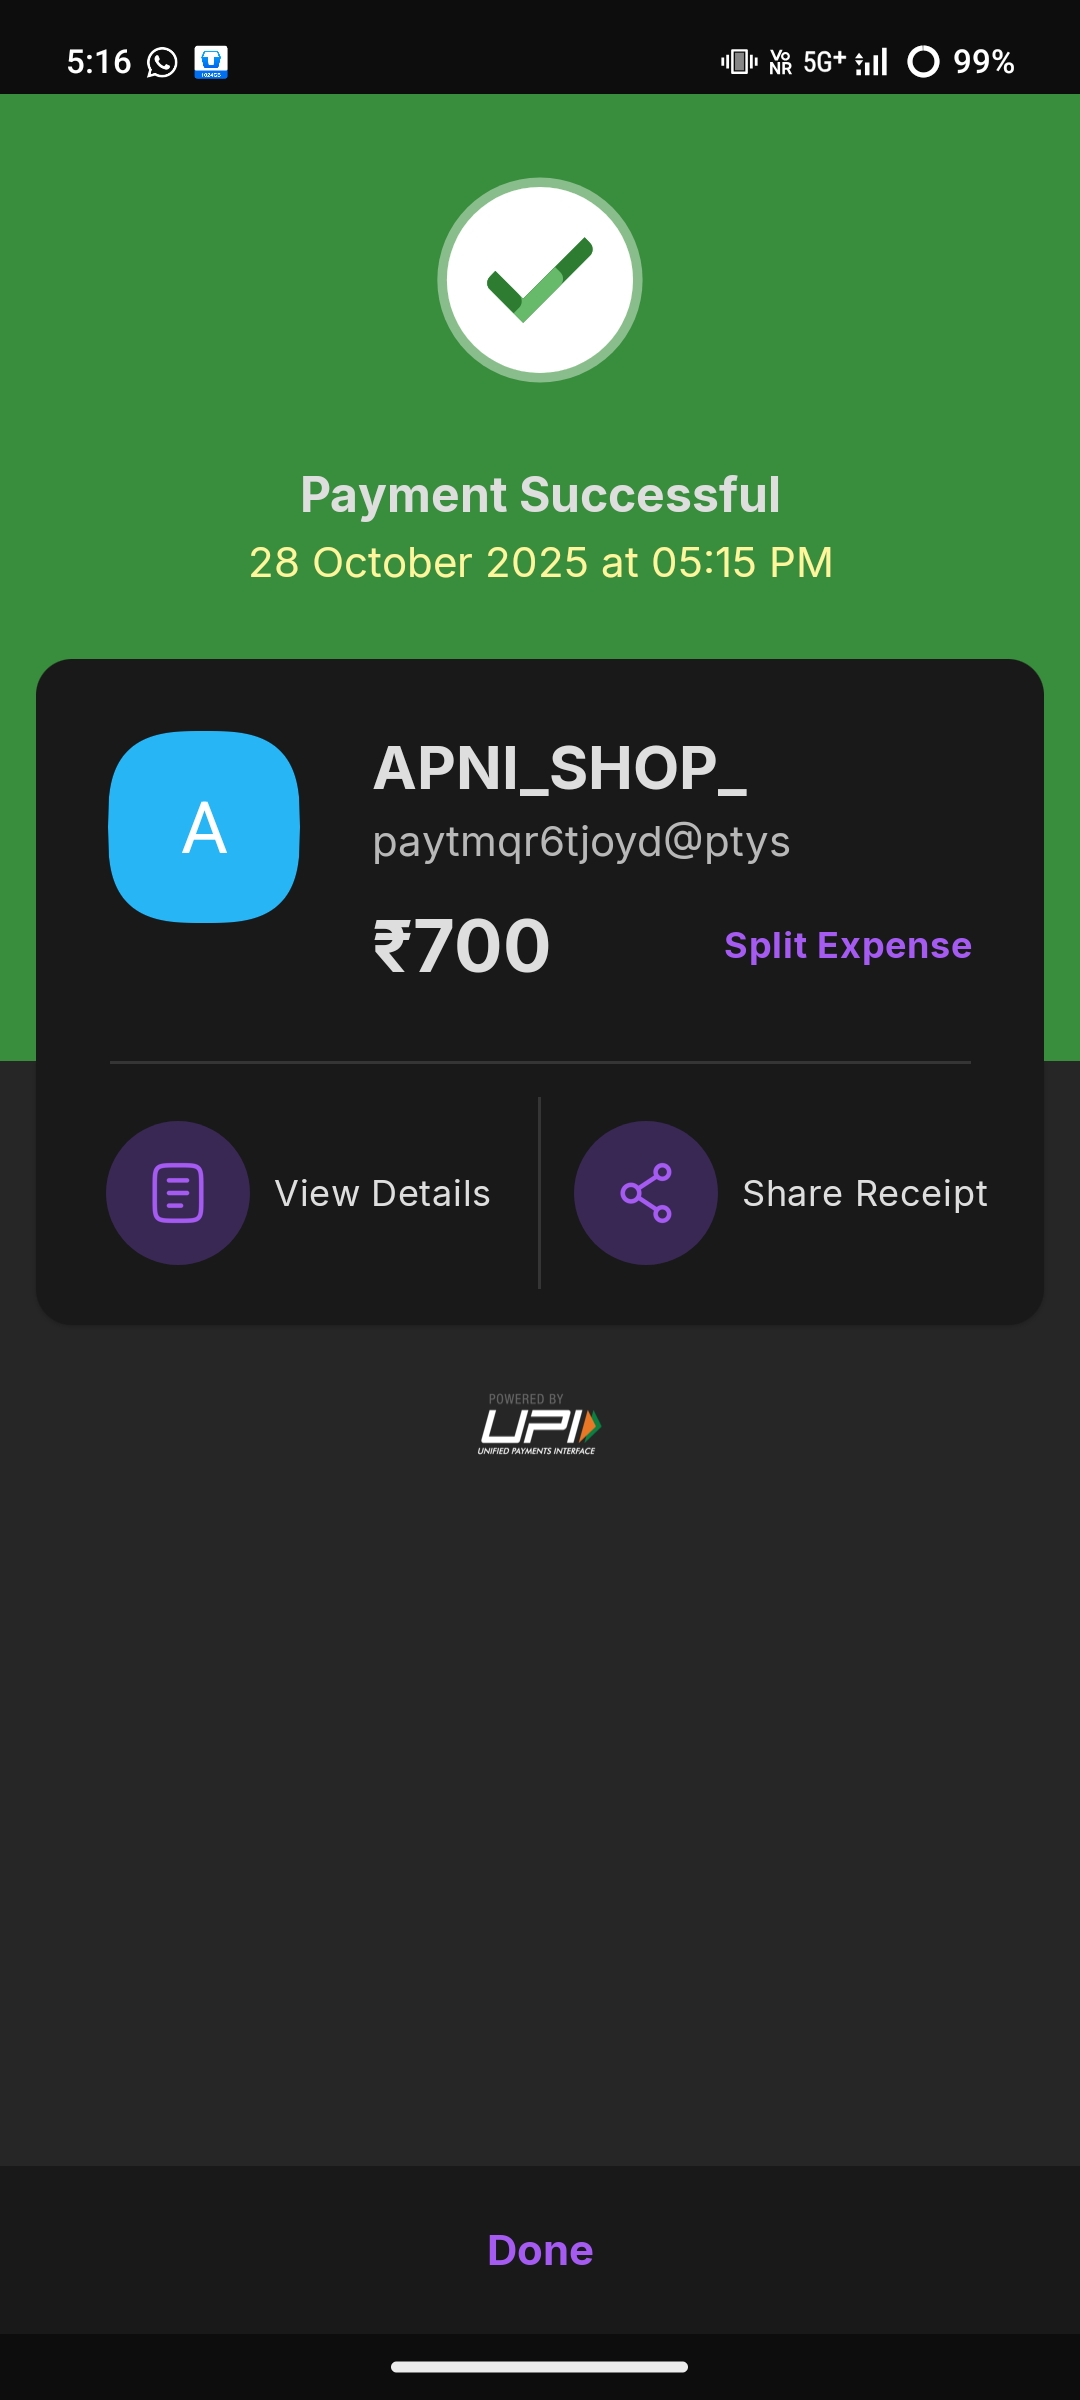 5:16
1024GB
Vo
NR
5G+
99%
Payment Successful
28 October 2025 at 05:15 PM
A
APNI_SHOP_
paytmqr6tjoyd@ptys
₹700
Split Expense
View Details
Share Receipt
POWERED BY
UPI
UNIFIED PAYMENTS INTERFACE
Done